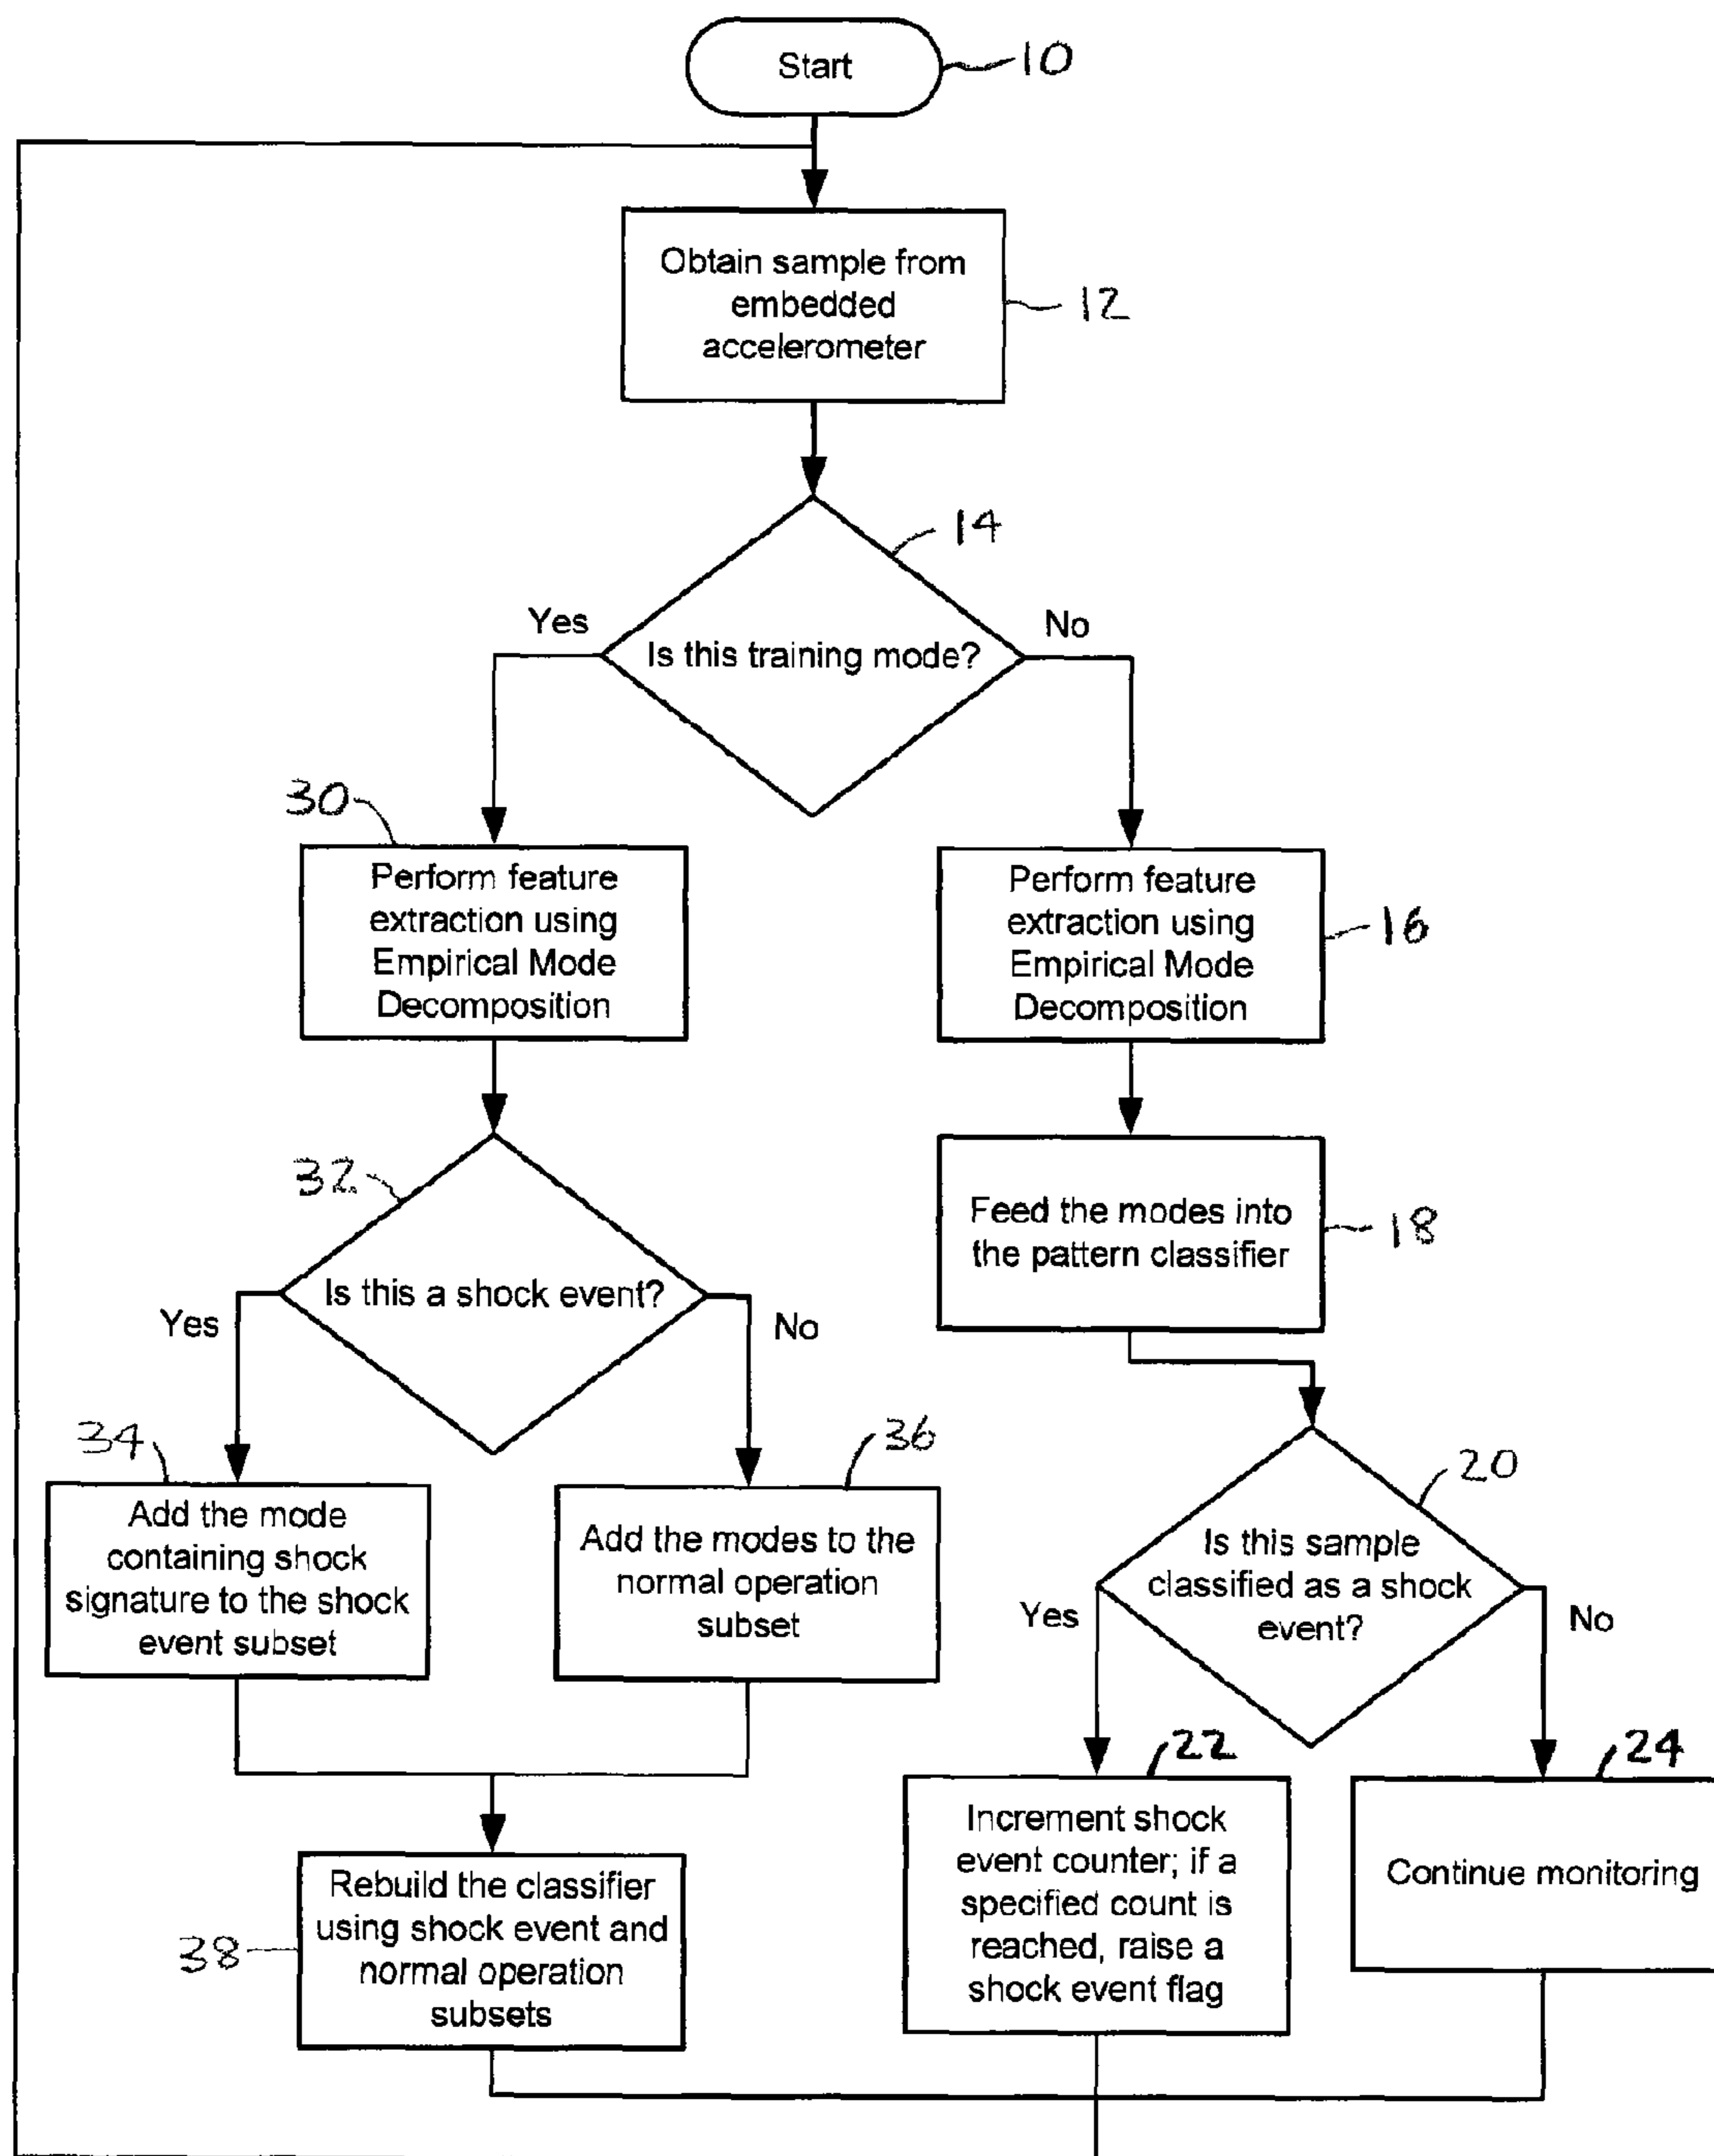 Start
10
Obtain sample from
embedded
accelerometer
12
14
Yes
Is this training mode?
No
30
Perform feature
extraction using
Empirical Mode
Decomposition
Perform feature
extraction using
Empirical Mode
Decomposition
16
32
Is this a shock event?
Yes
No
Feed the modes into
the pattern classifier
18
34
Add the mode
containing shock
signature to the shock
event subset
36
Add the modes to the
normal operation
subset
20
Is this sample
classified as a shock
event?
Yes
No
38
Rebuild the classifier
using shock event and
normal operation
subsets
22
Increment shock
event counter; if a
specified count is
reached, raise a
shock event flag
24
Continue monitoring